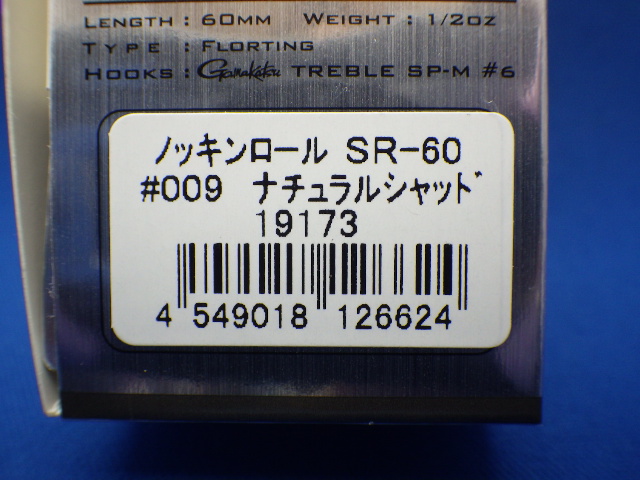 LENGTH : 60MM WEIGHT : 1/2OZ
TYPE : FLORTING
HOOKS : Gamakatsu TREBLE SP-M #6
ノッキンロール SR-60
#009 ナチュラルシャッド
19173
4 549018 126624